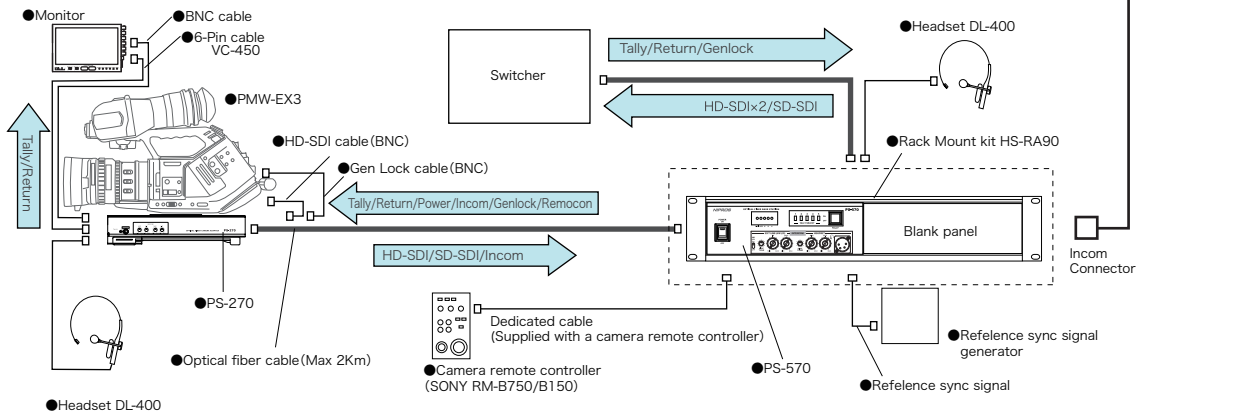 ●Monitor
●BNC cable
●6-Pin cable
VC-450
●PMW-EX3
Tally/Return
●HD-SDI cable(BNC)
●Gen Lock cable(BNC)
Tally/Return/Power/Incom/Genlock/Remocon
HD-SDI/SD-SDI/Incom
●PS-270
●Optical fiber cable(Max 2Km)
●Headset DL-400
Switcher
Tally/Return/Genlock
HD-SDI×2/SD-SDI
●Headset DL-400
●Rack Mount kit HS-RA90
PS-570
Blank panel
Incom
Connector
Dedicated cable
(Supplied with a camera remote controller)
●Camera remote controller
(SONY RM-B750/B150)
●PS-570
●Refelence sync signal
generator
●Refelence sync signal